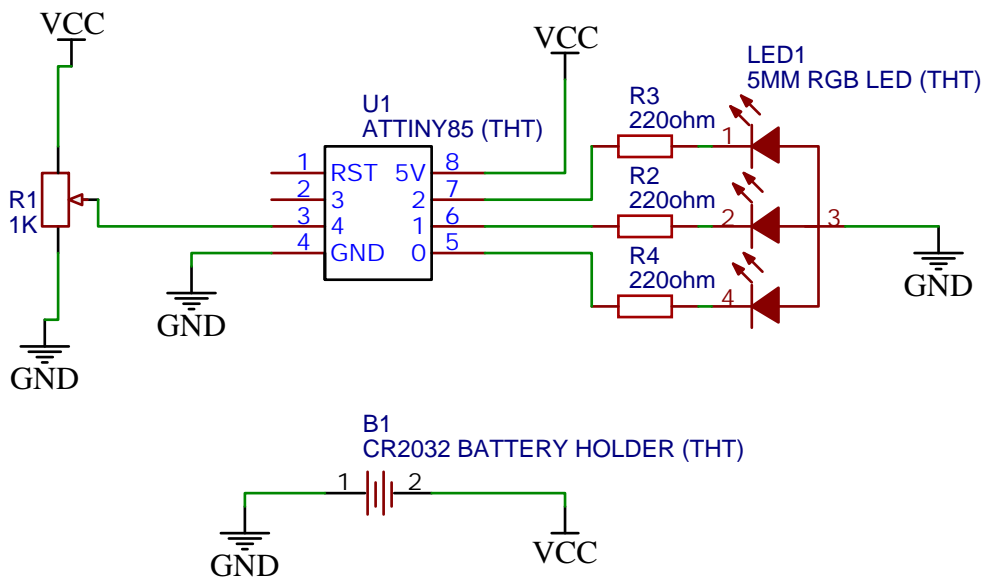 VCC
R1
1K
GND
U1
ATTINY85 (THT)
1 RST 5V 8
2 3 2 7
3 4 1 6
4 GND 0 5
GND
VCC
R3
220ohm
R2
220ohm
R4
220ohm
LED1
5MM RGB LED (THT)
1
2
3
4
GND
B1
CR2032 BATTERY HOLDER (THT)
1 2
GND
VCC